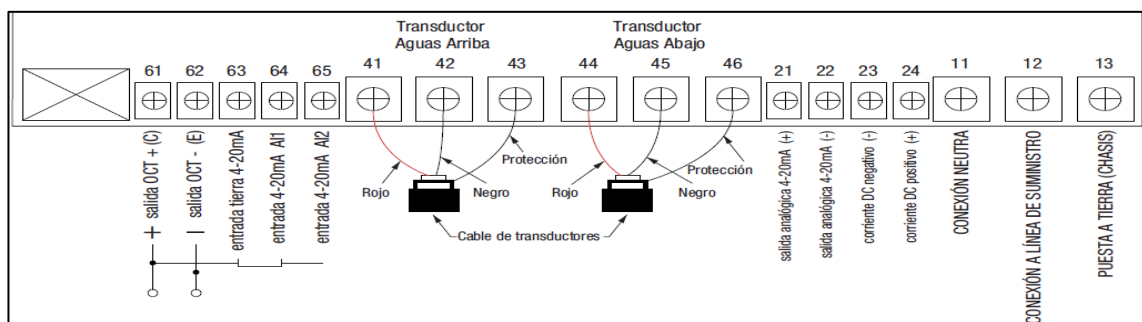 Transductor
Aguas Arriba
Transductor
Aguas Abajo
61 62 63 64 65 41 42 43 44 45 46 21 22 23 24 11 12 13
+ salida OCT + (C)
— salida OCT - (E)
entrada tierra 4-20mA
entrada 4-20mA AI1
entrada 4-20mA AI2
Rojo
Negro
Protección
Rojo
Negro
Protección
Cable de transductores
salida analógica 4-20mA (+)
salida analógica 4-20mA (-)
corriente DC negativo (-)
corriente DC positivo (+)
CONEXIÓN NEUTRA
CONEXIÓN A LÍNEA DE SUMINISTRO
PUESTA A TIERRA (CHASIS)